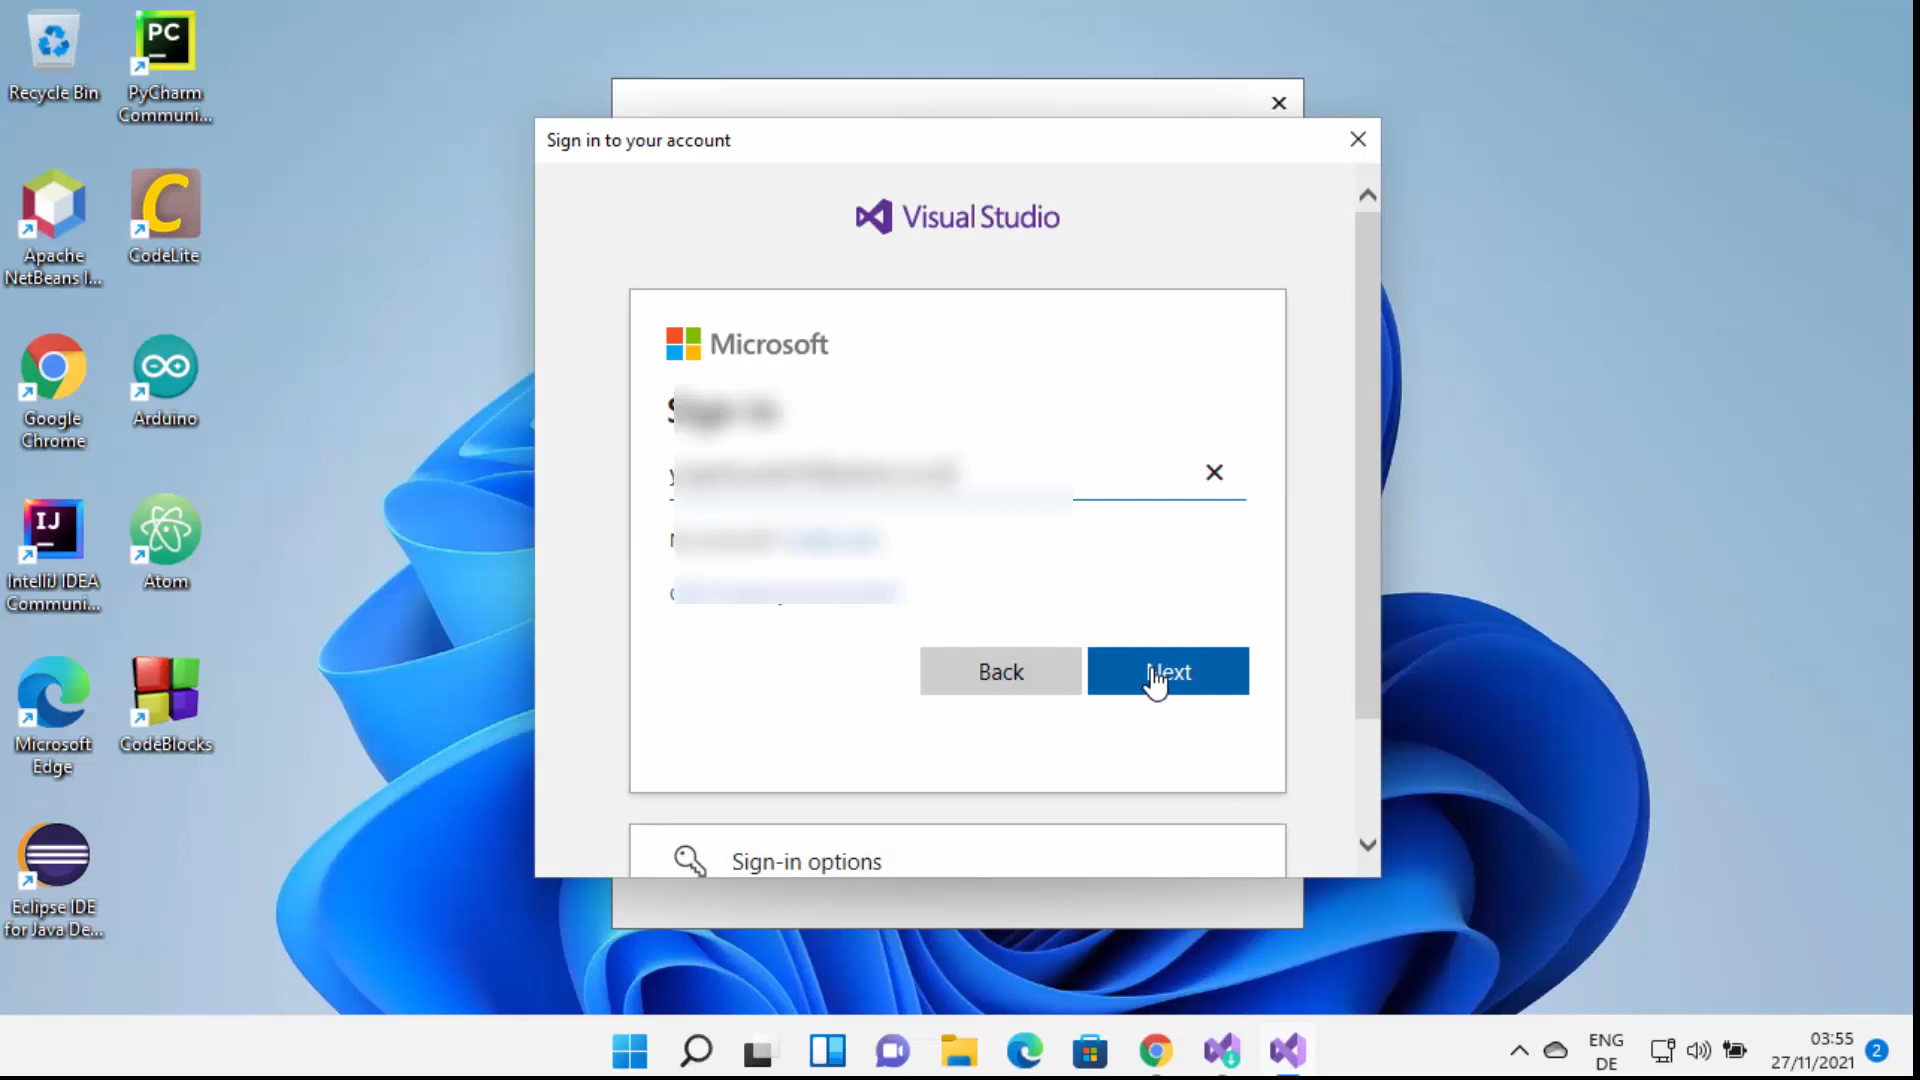 Recycle Bin
PC
PyCharm
Communi...
Apache
NetBeans I...
C
CodeLite
Google
Chrome
Arduino
IJ
IntelliJ IDEA
Communi...
Atom
Microsoft
Edge
CodeBlocks
Eclipse IDE
for Java De...
Sign in to your account
Visual Studio
Microsoft
Back
Next
Sign-in options
ENG
DE
03:55
27/11/2021
2